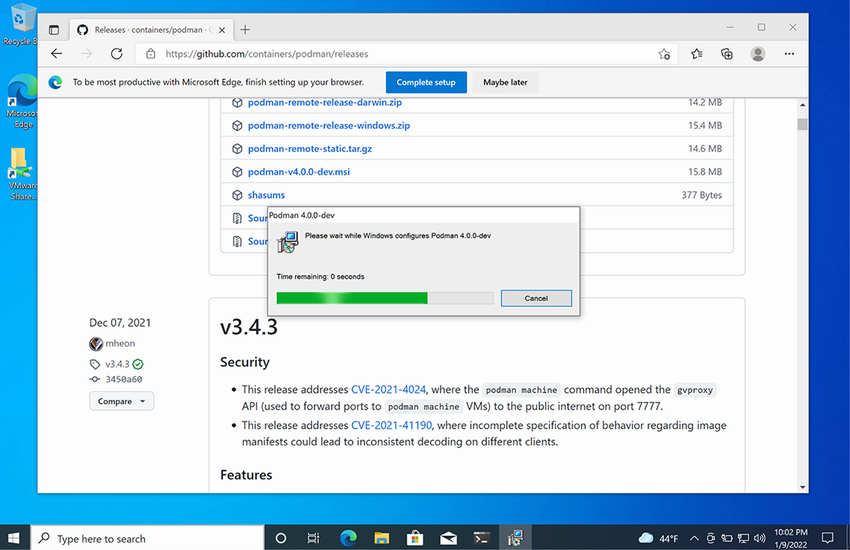 Recycle B
Releases · containers/podman · G
https://github.com/containers/podman/releases
To be most productive with Microsoft Edge, finish setting up your browser.
Complete setup
Maybe later
Microso
Edge
VMware
Share...
podman-remote-release-darwin.zip
14.2 MB
podman-remote-release-windows.zip
15.4 MB
podman-remote-static.tar.gz
14.6 MB
podman-v4.0.0-dev.msi
15.8 MB
shasums
377 Bytes
Sou
Sou
Podman 4.0.0-dev
Please wait while Windows configures Podman 4.0.0-dev
Time remaining: 0 seconds
Cancel
Dec 07, 2021
mheon
v3.4.3
3450a60
Compare
v3.4.3
Security
This release addresses CVE-2021-4024, where the podman machine command opened the gvproxy
API (used to forward ports to podman machine VMs) to the public internet on port 7777.
This release addresses CVE-2021-41190, where incomplete specification of behavior regarding image
manifests could lead to inconsistent decoding on different clients.
Features
Type here to search
44°F
10:02 PM
1/9/2022